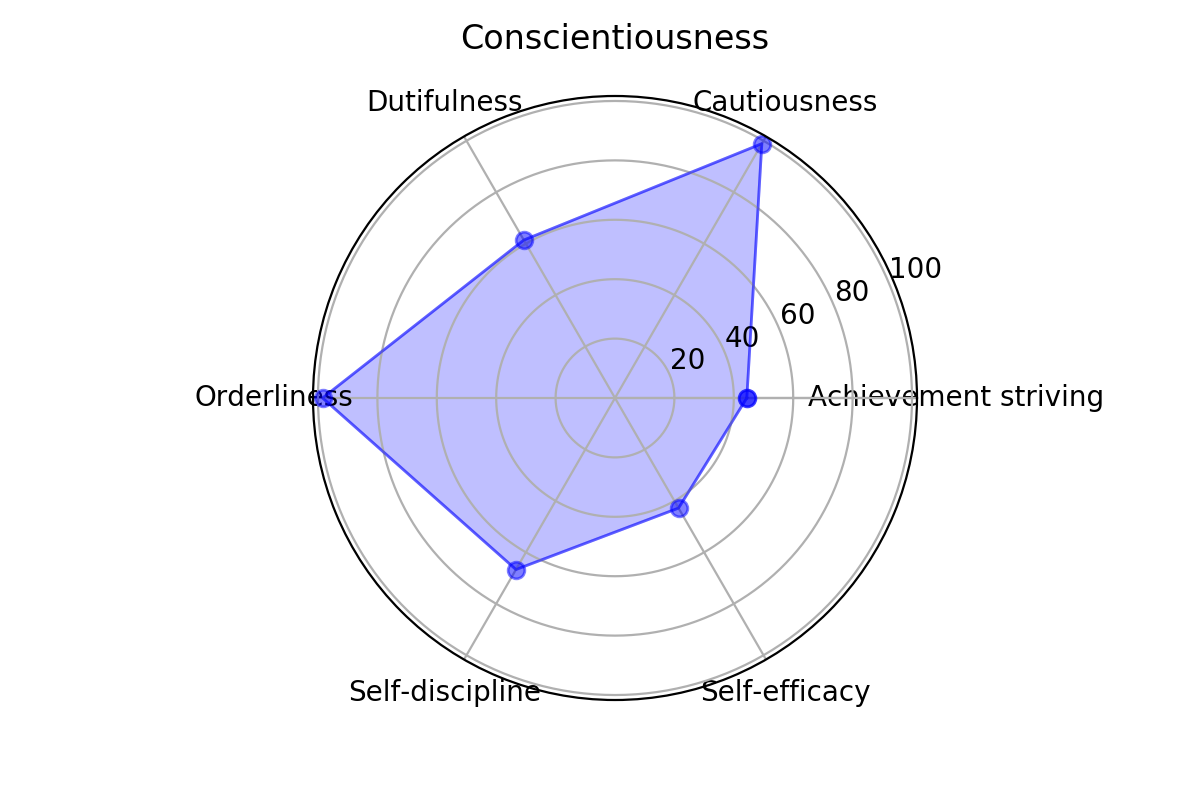 Conscientiousness
Dutifulness
Cautiousness
100
80
60
40
20
Orderliness
Achievement striving
Self-discipline
Self-efficacy